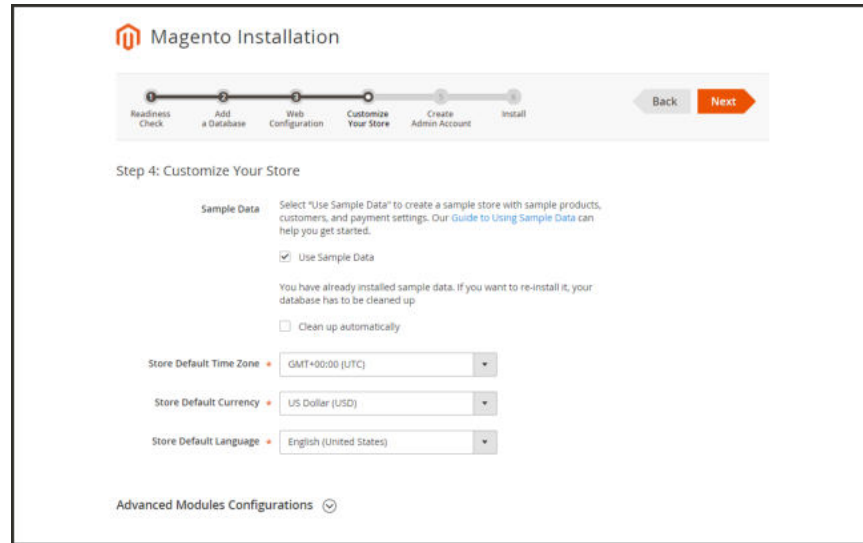 Magento Installation
1 2 3 5 6
Readiness Check
Add a Database
Web Configuration
Customize Your Store
Create Admin Account
Install
Back
Next
Step 4: Customize Your Store
Sample Data
Select "Use Sample Data" to create a sample store with sample products,
customers, and payment settings. Our Guide to Using Sample Data can
help you get started.
Use Sample Data
You have already installed sample data. If you want to re-install it, your
database has to be cleaned up
Clean up automatically
Store Default Time Zone * GMT+00:00 (UTC)
Store Default Currency * US Dollar (USD)
Store Default Language * English (United States)
Advanced Modules Configurations